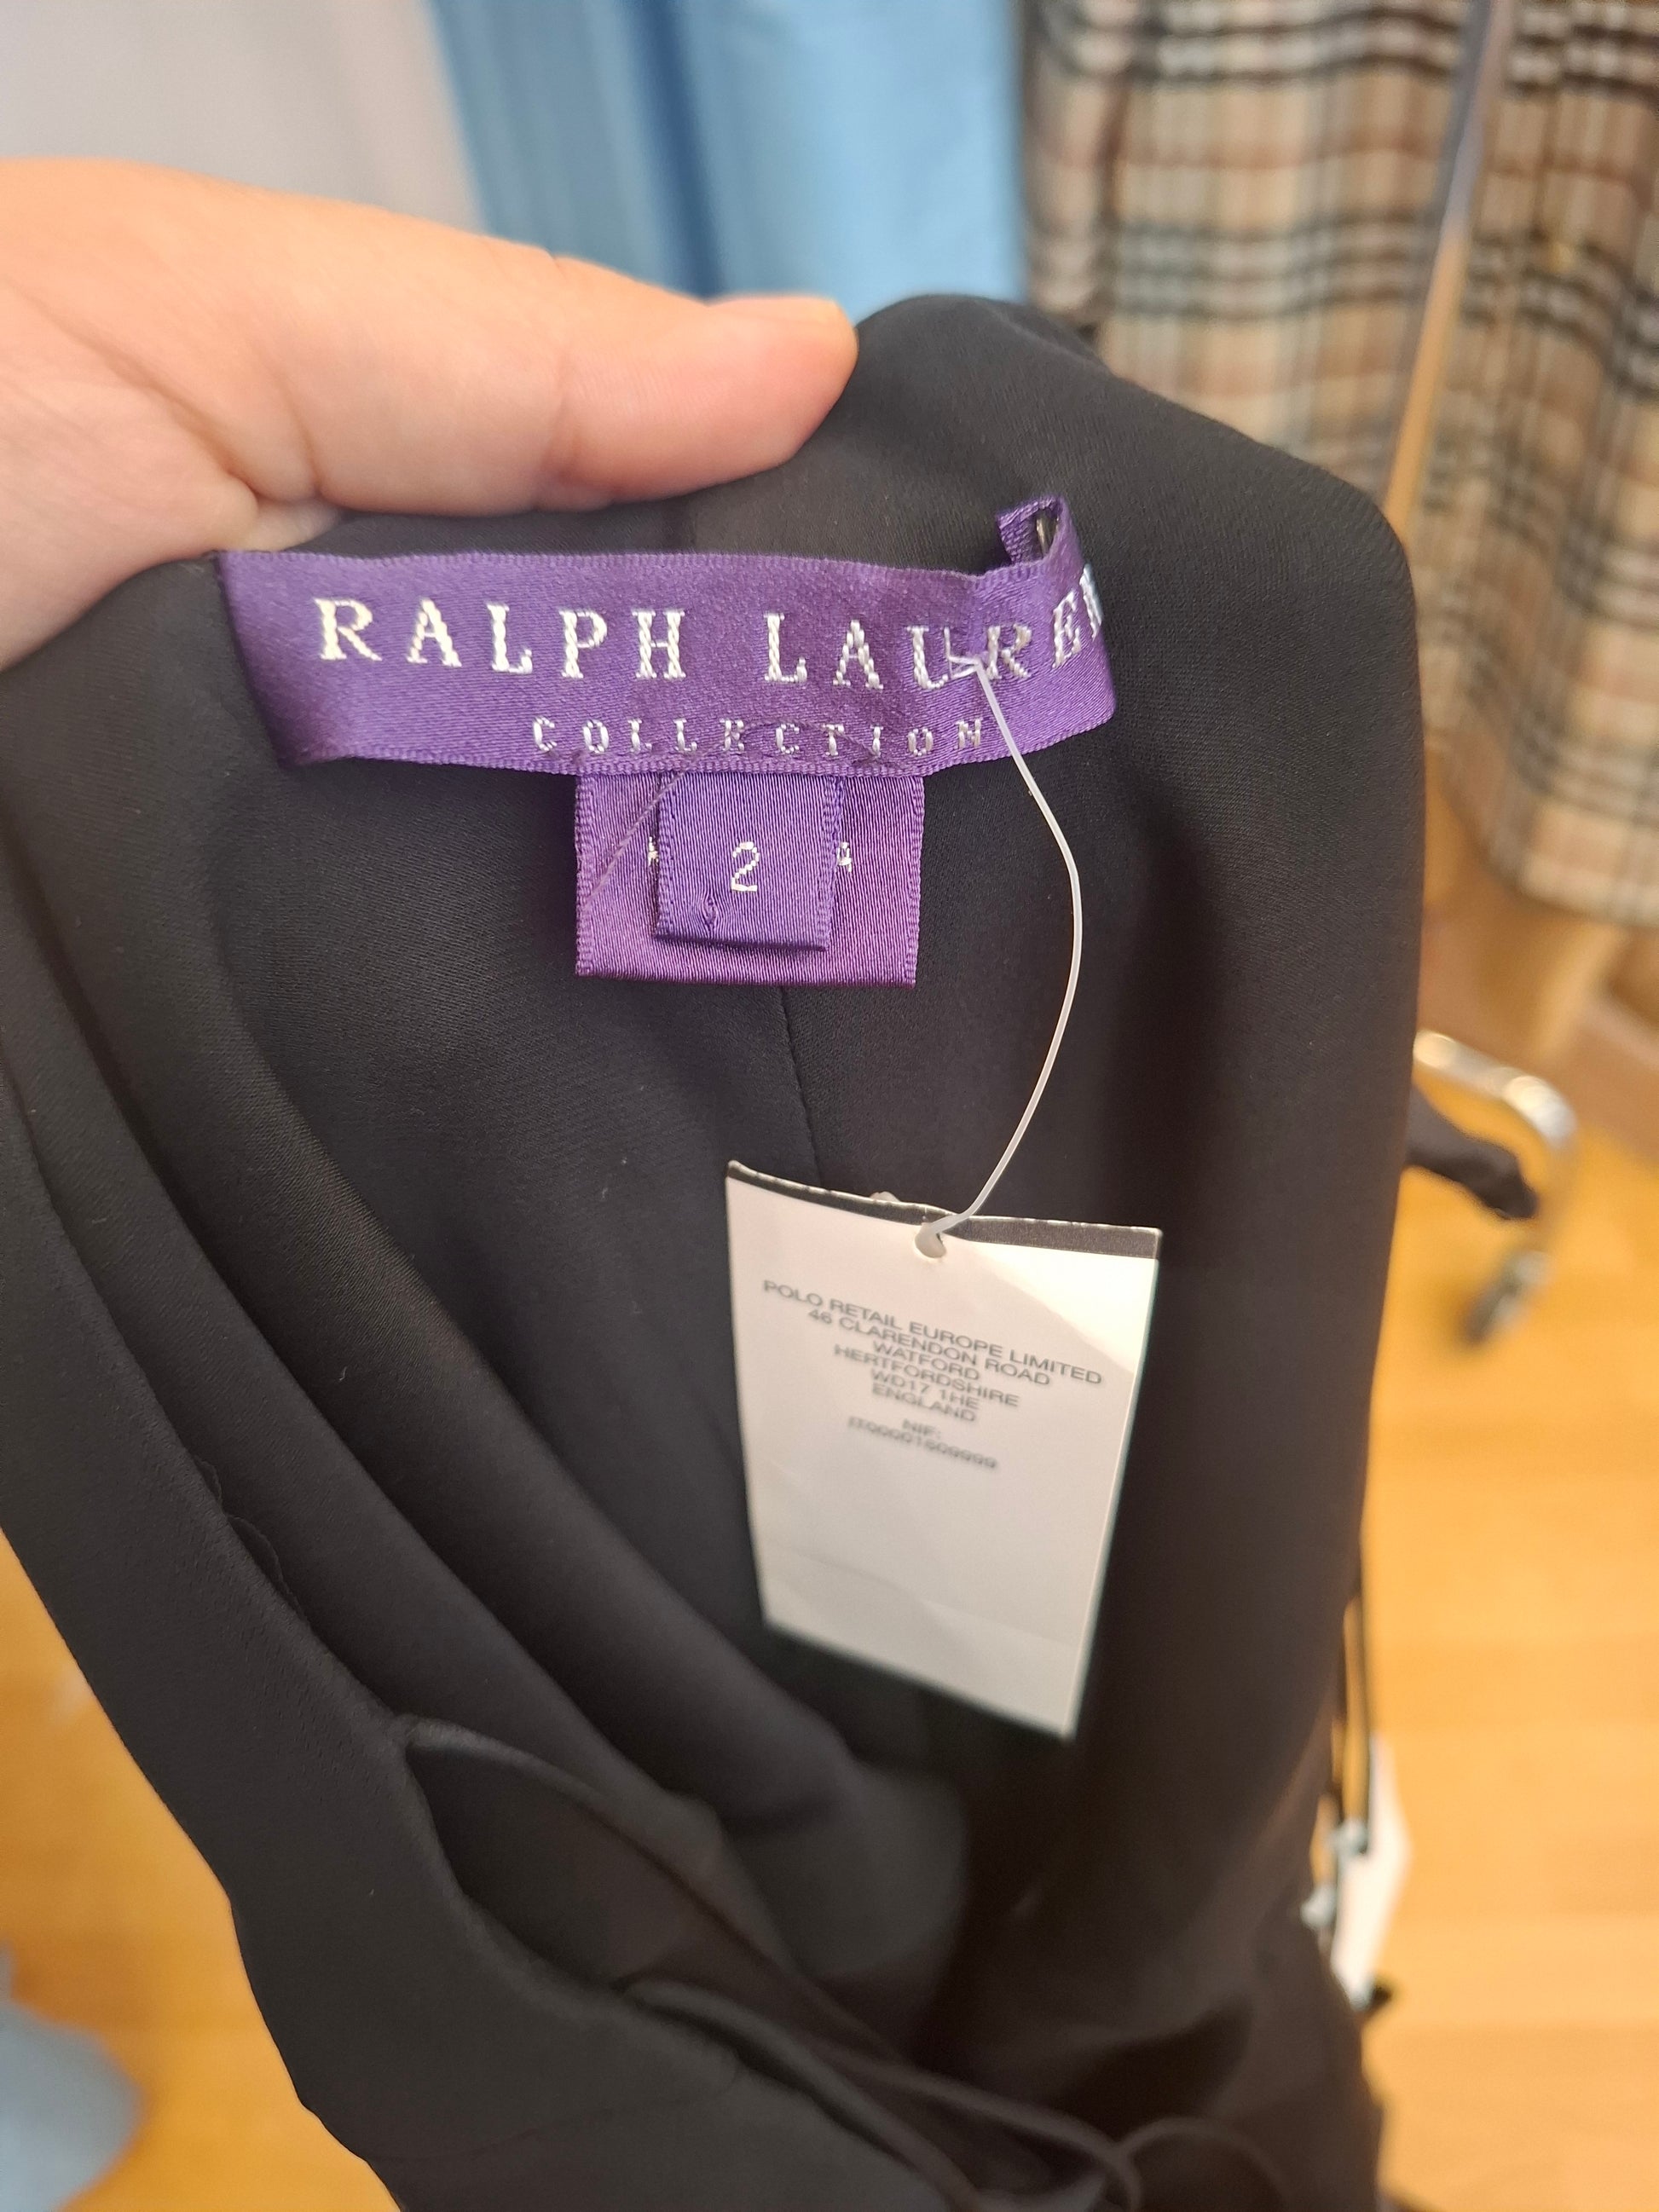 RALPH LAUREN
COLLECTION
2
POLO RETAIL EUROPE LIMITED
46 CLARENDON ROAD
WATFORD
HERTFORDSHIRE
WD17 1HE
ENGLAND
NIF: